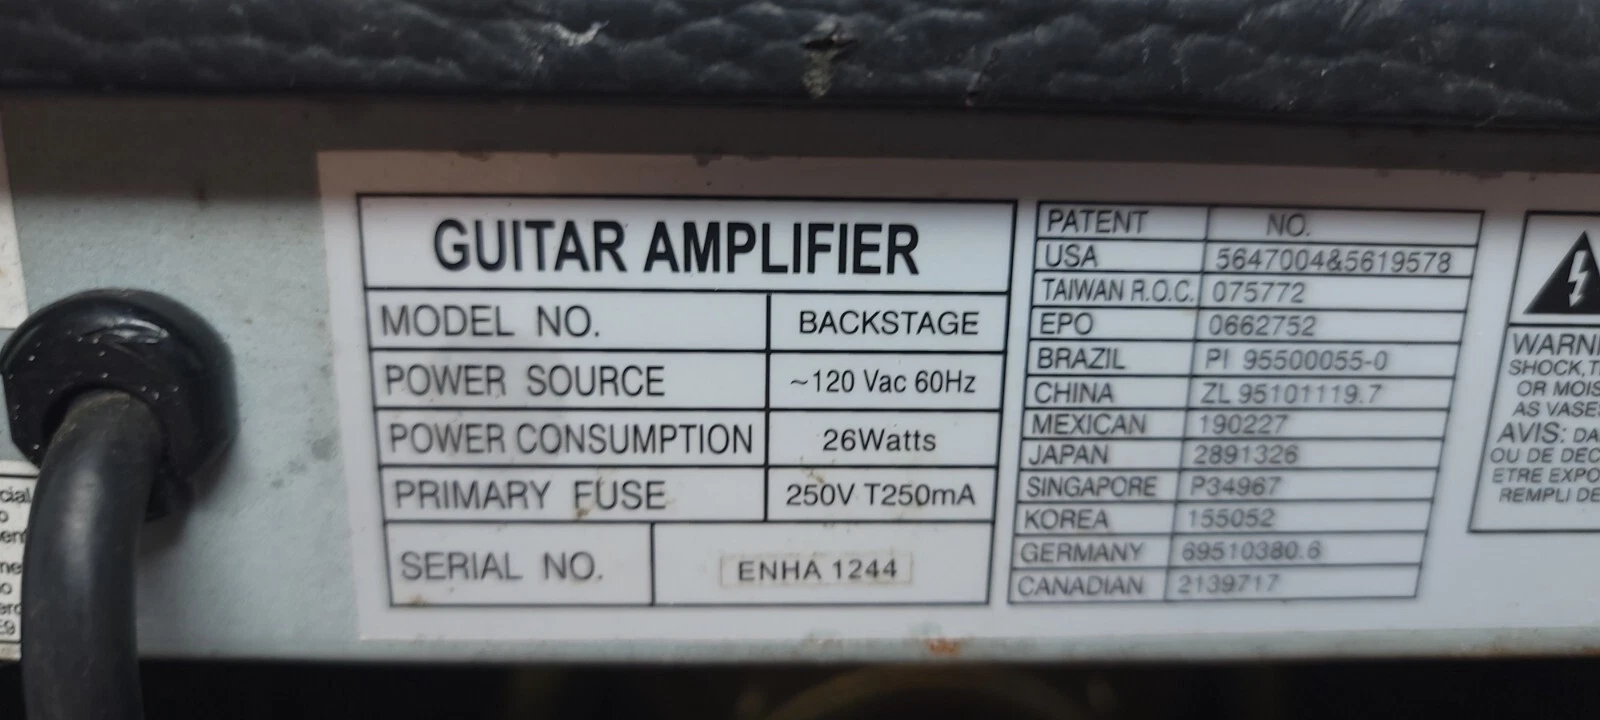 GUITAR AMPLIFIER
MODEL NO. BACKSTAGE
POWER SOURCE ~120 Vac 60Hz
POWER CONSUMPTION 26Watts
PRIMARY FUSE 250V T250mA
SERIAL NO. ENHA 1244
PATENT NO.
USA 5647004&5619578
TAIWAN R.O.C. 075772
EPO 0662752
BRAZIL PI 95500055-0
CHINA ZL 95101119.7
MEXICAN 190227
JAPAN 2891326
SINGAPORE P34967
KOREA 155052
GERMANY 69510380.6
CANADIAN 2139717
WARNI
SHOCK,T
OR MOIS
AS VASES
AVIS: DA
OU DE DEC
ETRE EXPO
REMPLI DE
cial